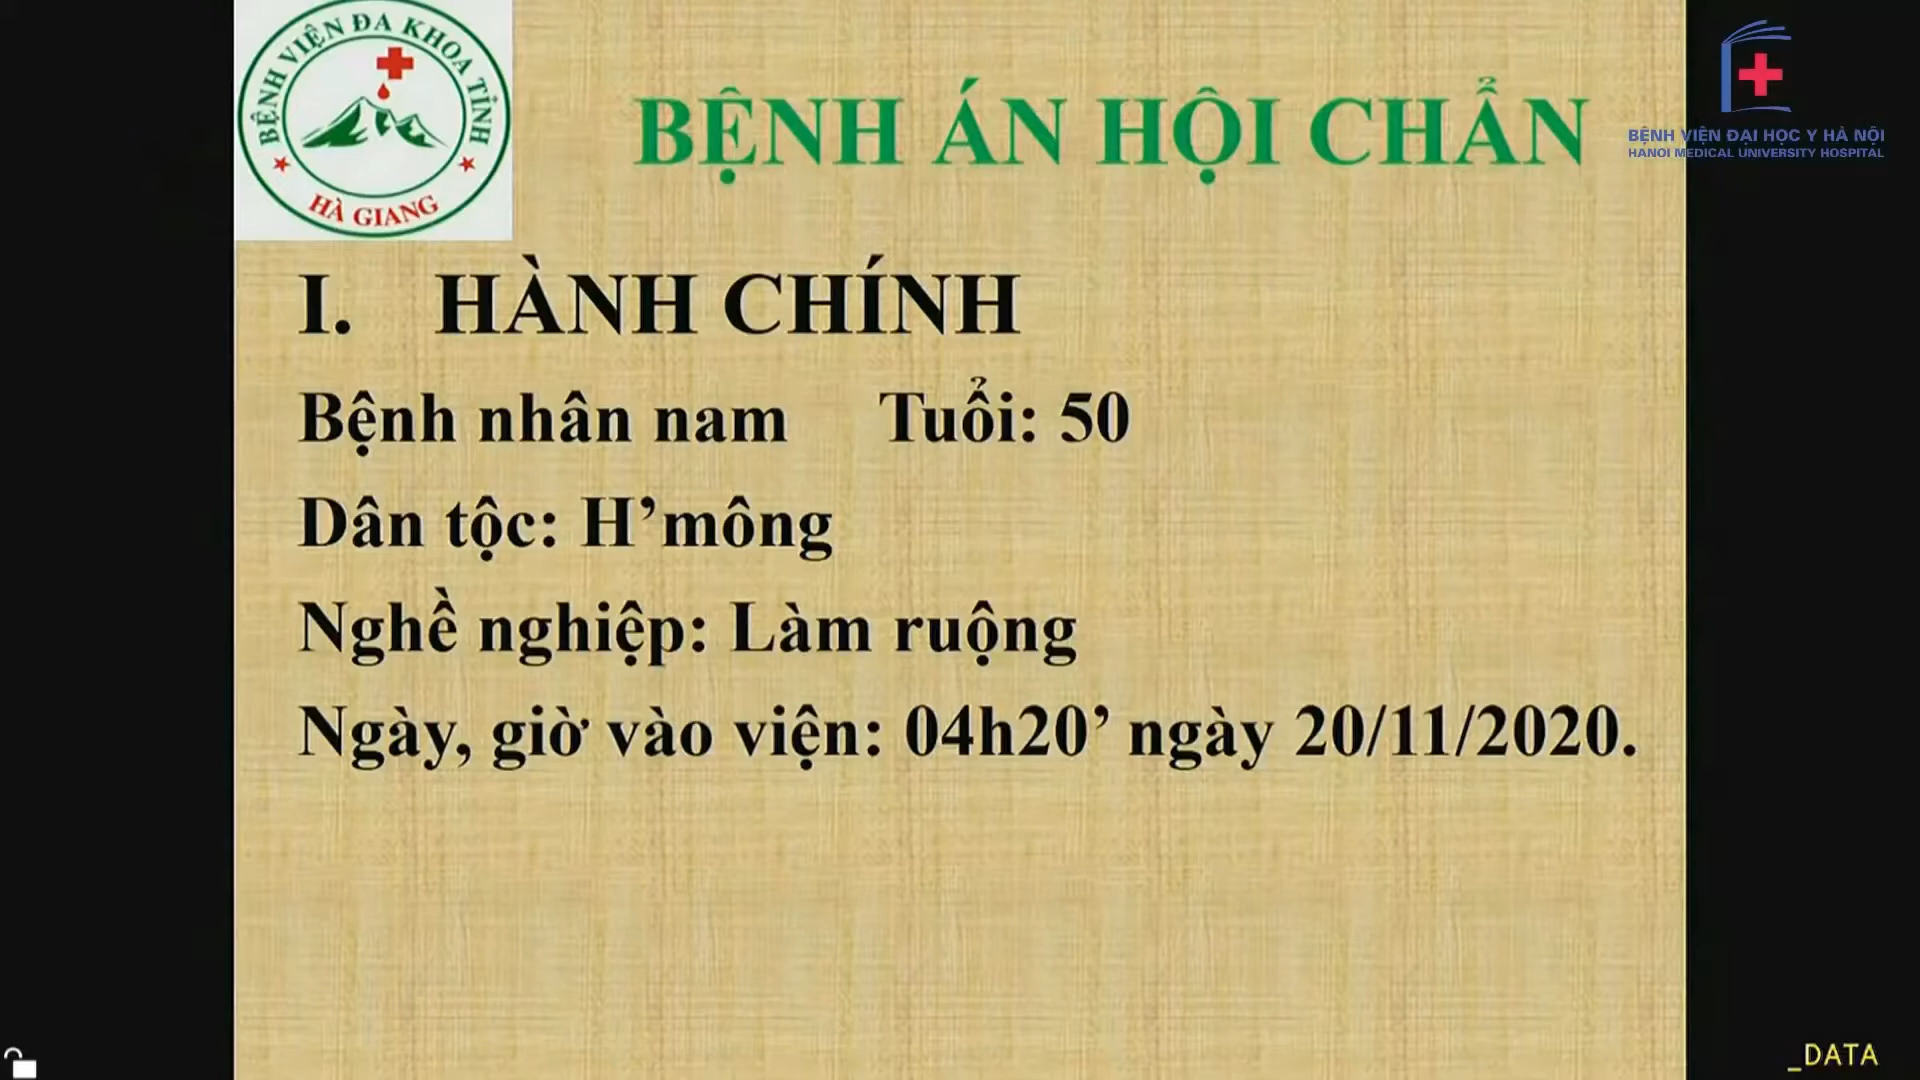 BỆNH VIỆN ĐA KHOA TỈNH
HÀ GIANG
BỆNH ÁN HỘI CHẨN
BỆNH VIỆN ĐẠI HỌC Y HÀ NỘI
HANOI MEDICAL UNIVERSITY HOSPITAL
I. HÀNH CHÍNH
Bệnh nhân nam Tuổi: 50
Dân tộc: H’mông
Nghề nghiệp: Làm ruộng
Ngày, giờ vào viện: 04h20’ ngày 20/11/2020.
_DATA